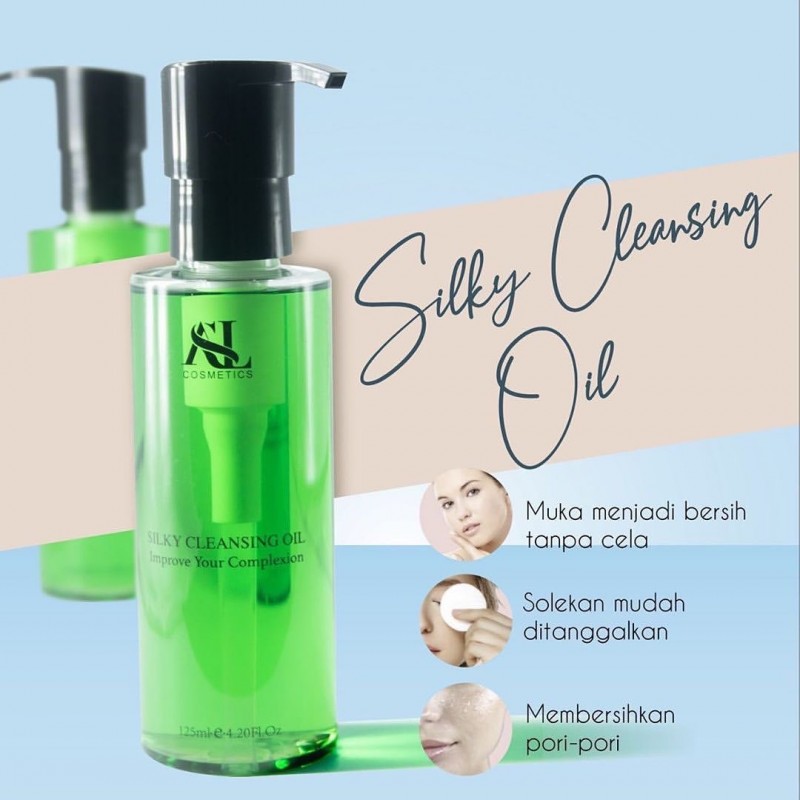 Silky Cleansing
Oil
ASL
COSMETICS
SILKY CLEANSING OIL
Improve Your Complexion
125ml e 4.20Fl.Oz
Muka menjadi bersih
tanpa cela
Solekan mudah
ditanggalkan
Membersihkan
pori-pori